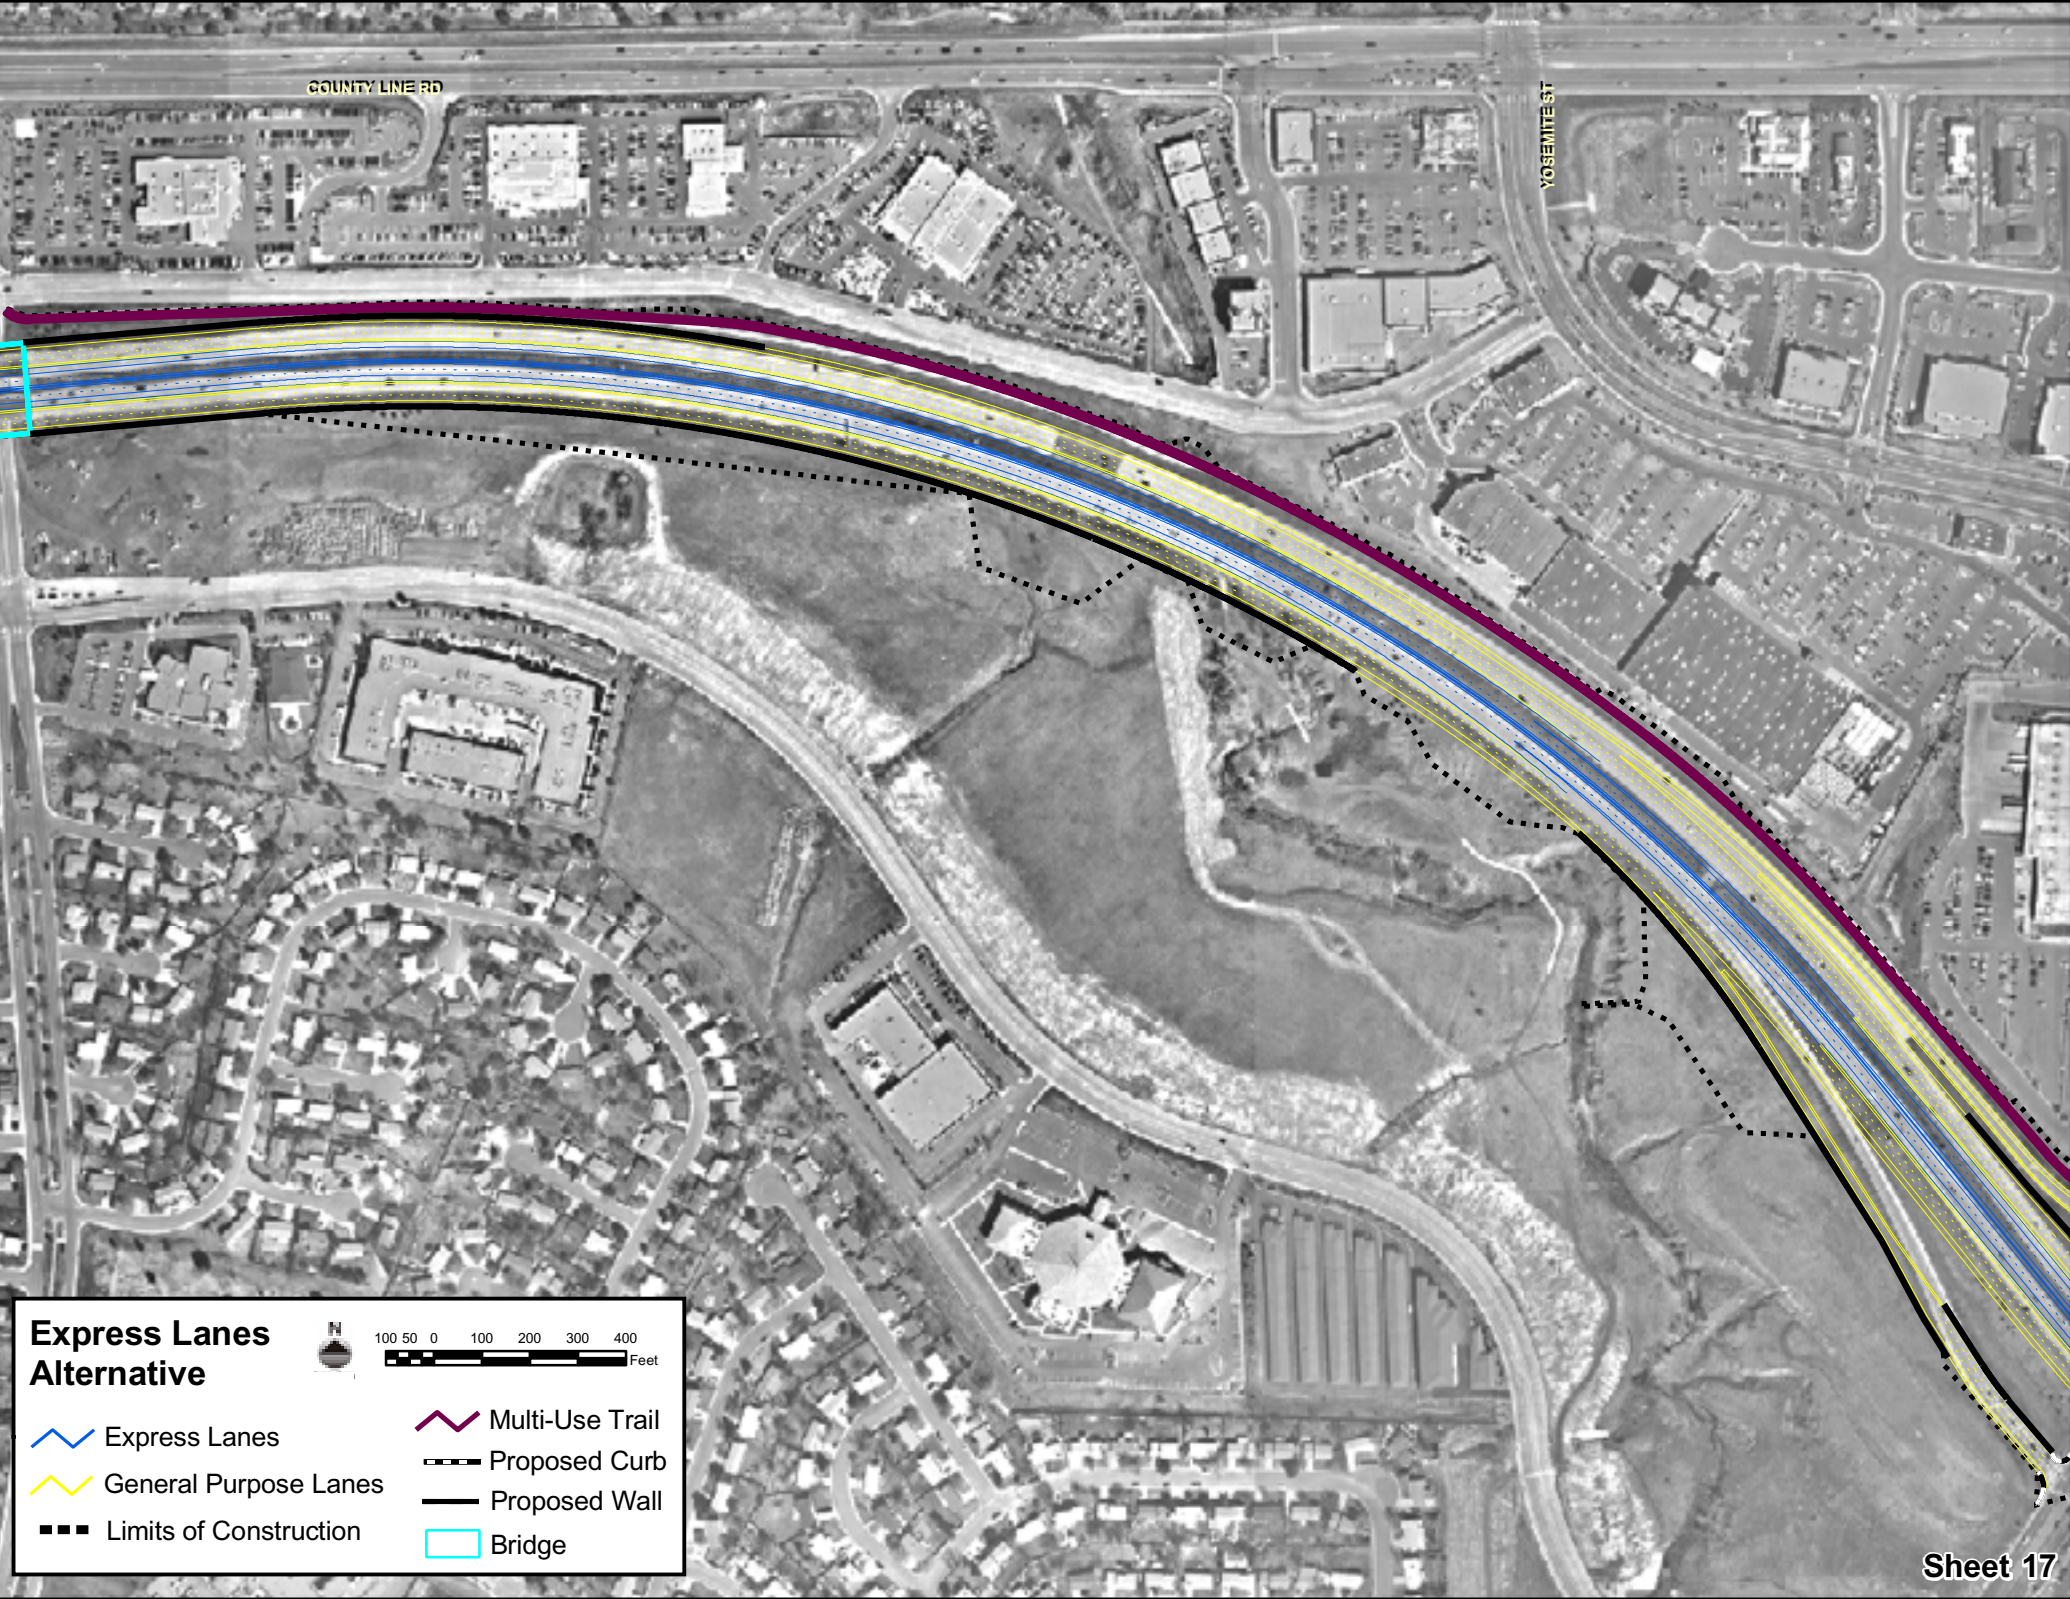 COUNTY LINE RD
YOSEMITE ST
Express Lanes
Alternative
N
100 50 0 100 200 300 400
Feet
Express Lanes
General Purpose Lanes
Limits of Construction
Multi-Use Trail
Proposed Curb
Proposed Wall
Bridge
Sheet 17